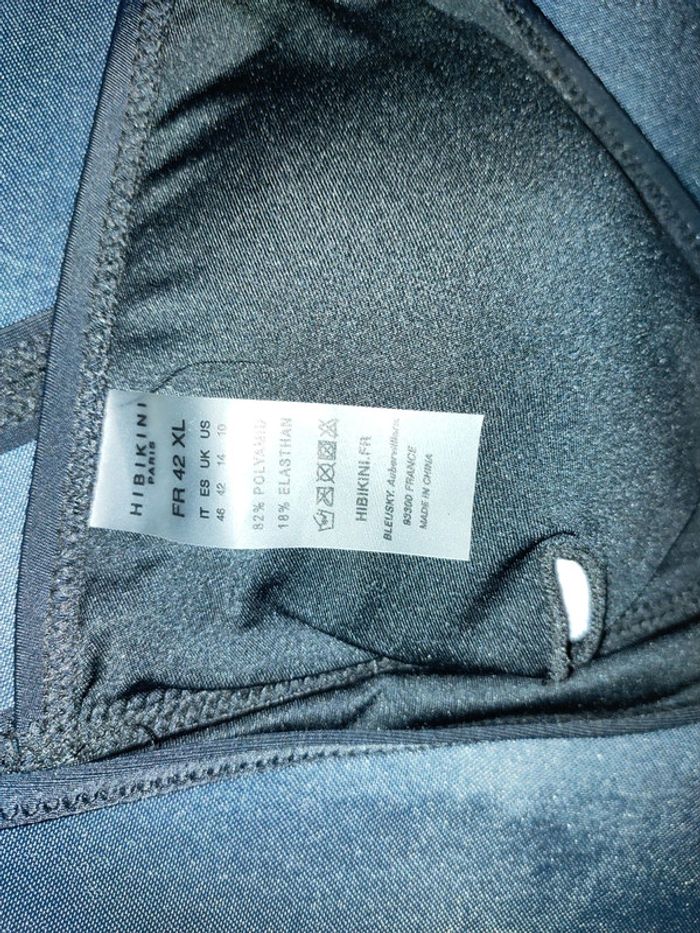 HIBIKINI
PARIS
FR 42 XL
IT ES UK US
46 42 14 10
82% POLYAMID
18% ELASTHAN
HIBIKINI.FR
BLEUSKY. Aubervilliers.
93300 FRANCE
MADE IN CHINA